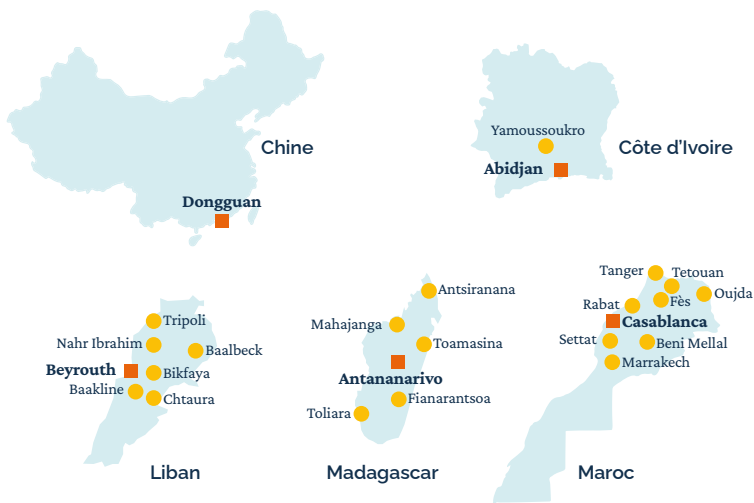 Chine
Dongguan
Yamoussoukro
Côte d'Ivoire
Abidjan
Tripoli
Nahr Ibrahim
Baalbeck
Beyrouth
Bikfaya
Baakline
Chtaura
Liban
Antsiranana
Mahajanga
Toamasina
Antananarivo
Fianarantsoa
Toliara
Madagascar
Tanger
Tetouan
Oujda
Rabat
Fès
Casablanca
Settat
Beni Mellal
Marrakech
Maroc